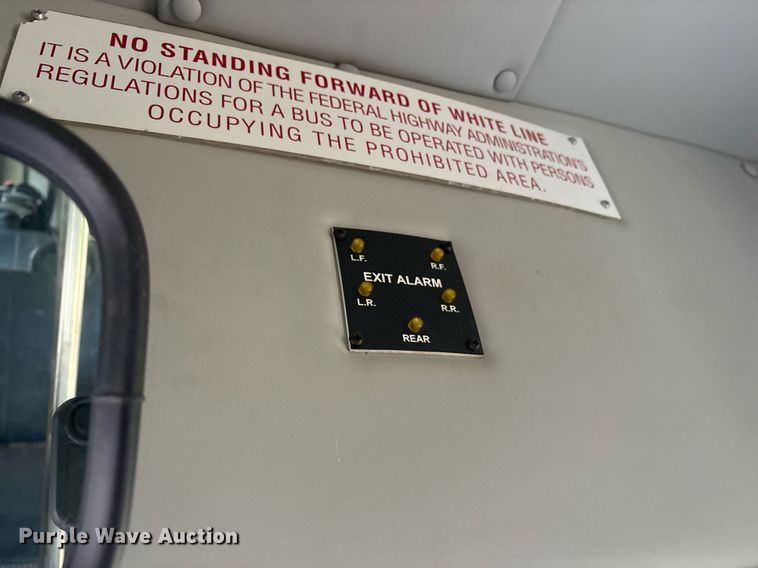 NO STANDING FORWARD OF WHITE LINE
IT IS A VIOLATION OF THE FEDERAL HIGHWAY ADMINISTRATION'S
REGULATIONS FOR A BUS TO BE OPERATED WITH PERSONS
OCCUPYING THE PROHIBITED AREA.
L.F. R.F.
EXIT ALARM
L.R. R.R.
REAR
Purple Wave Auction